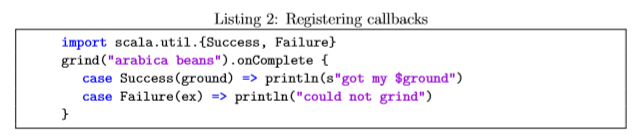 Listing 2: Registering callbacks
import scala.util.{Success, Failure}
grind("arabica beans").onComplete {
case Success(ground) => println(s"got my $ground")
case Failure(ex) => println("could not grind")
}